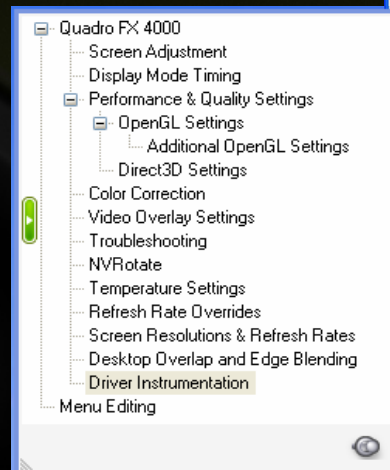 Quadro FX 4000
Screen Adjustment
Display Mode Timing
Performance & Quality Settings
OpenGL Settings
Additional OpenGL Settings
Direct3D Settings
Color Correction
Video Overlay Settings
Troubleshooting
NVRotate
Temperature Settings
Refresh Rate Overrides
Screen Resolutions & Refresh Rates
Desktop Overlap and Edge Blending
Driver Instrumentation
Menu Editing